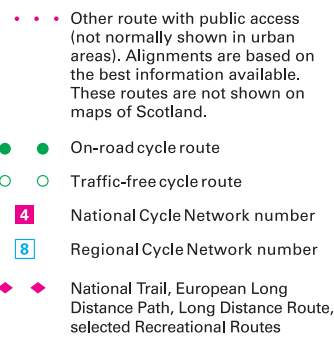 Other route with public access
(not normally shown in urban
areas). Alignments are based on
the best information available.
These routes are not shown on
maps of Scotland.
On-road cycle route
Traffic-free cycle route
4 National Cycle Network number
8 Regional Cycle Network number
National Trail, European Long
Distance Path, Long Distance Route,
selected Recreational Routes